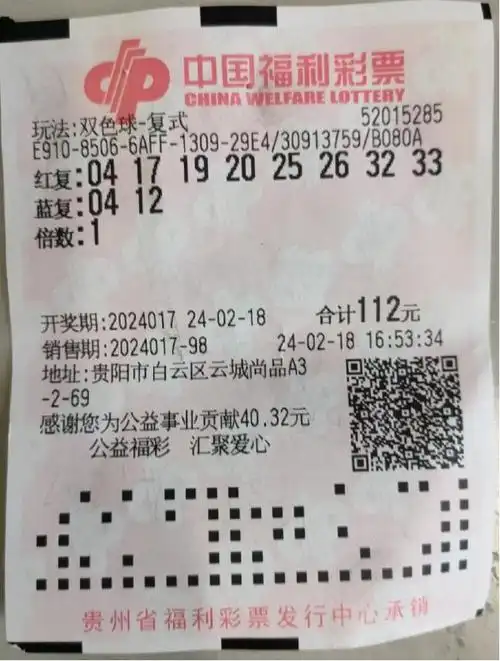 中国福利彩票
CHINA WELFARE LOTTERY
玩法:双色球-复式 52015285
E910-8506-6AFF-1309-29E4/30913759/B080A
红复:04 17 19 20 25 26 32 33
蓝复:04 12
倍数:1
开奖期:2024017 24-02-18 合计112元
销售期:2024017-98 24-02-18 16:53:34
地址:贵阳市白云区云城尚品A3
-2-69
感谢您为公益事业贡献40.32元
公益福彩 汇聚爱心
贵州省福利彩票发行中心承销